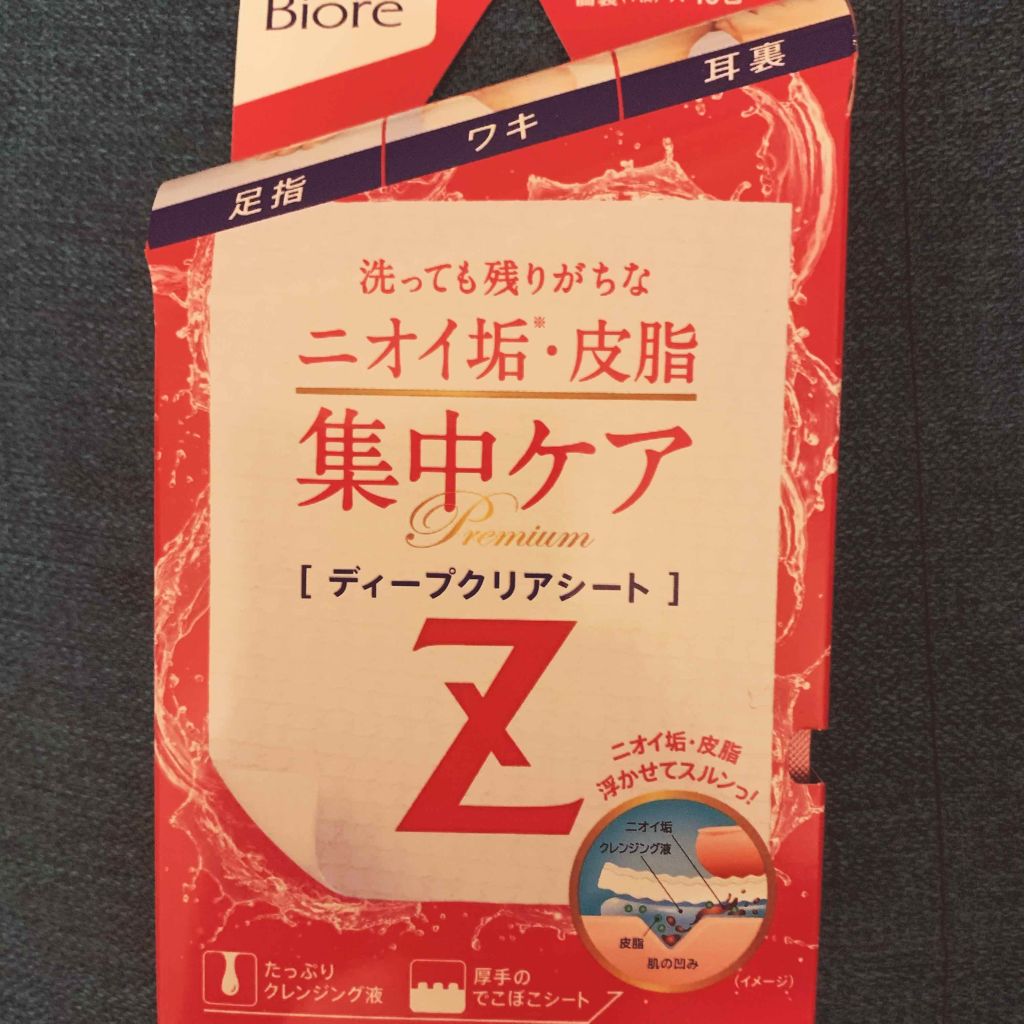 Bioré
足指
ワキ
耳裏
洗っても残りがちな
ニオイ垢※・皮脂
集中ケア
Premium
[ ディープクリアシート ]
Z
ニオイ垢・皮脂
浮かせてスルンっ!
ニオイ垢
クレンジング液
皮脂
肌の凹み
(イメージ)
たっぷり
クレンジング液
厚手の
でこぼこシート